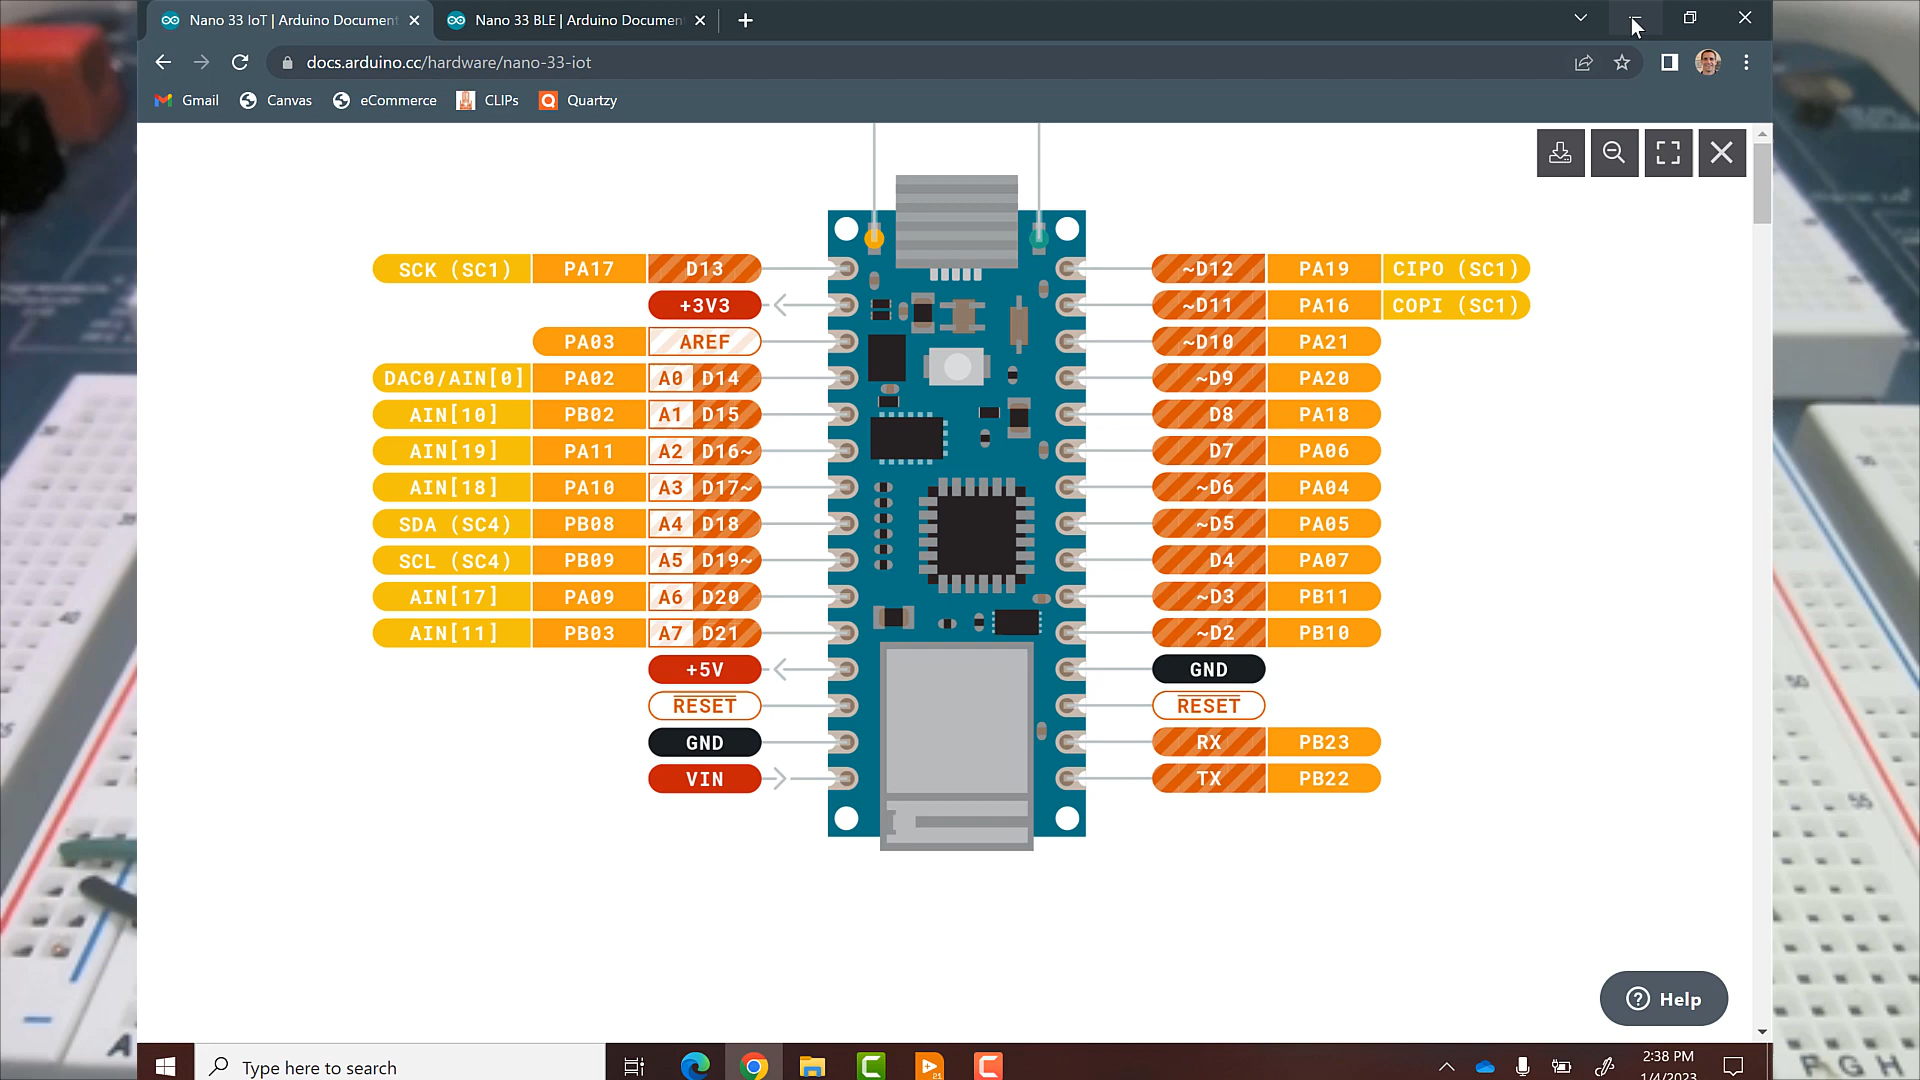 Nano 33 IoT | Arduino Document
Nano 33 BLE | Arduino Documen
docs.arduino.cc/hardware/nano-33-iot
Gmail
Canvas
eCommerce
CLIPs
Quartzy
SCK (SC1) PA17 D13
~D12 PA19 CIPO (SC1)
+3V3
~D11 PA16 COPI (SC1)
PA03 AREF
~D10 PA21
DAC0/AIN[0] PA02 A0 D14
~D9 PA20
AIN[10] PB02 A1 D15
D8 PA18
AIN[19] PA11 A2 D16~
D7 PA06
AIN[18] PA10 A3 D17~
~D6 PA04
SDA (SC4) PB08 A4 D18
~D5 PA05
SCL (SC4) PB09 A5 D19~
D4 PA07
AIN[17] PA09 A6 D20
~D3 PB11
AIN[11] PB03 A7 D21
~D2 PB10
+5V
GND
RESET
RESET
GND
RX PB23
VIN
TX PB22
Help
Type here to search
2:38 PM
1/4/2023
A
F G H